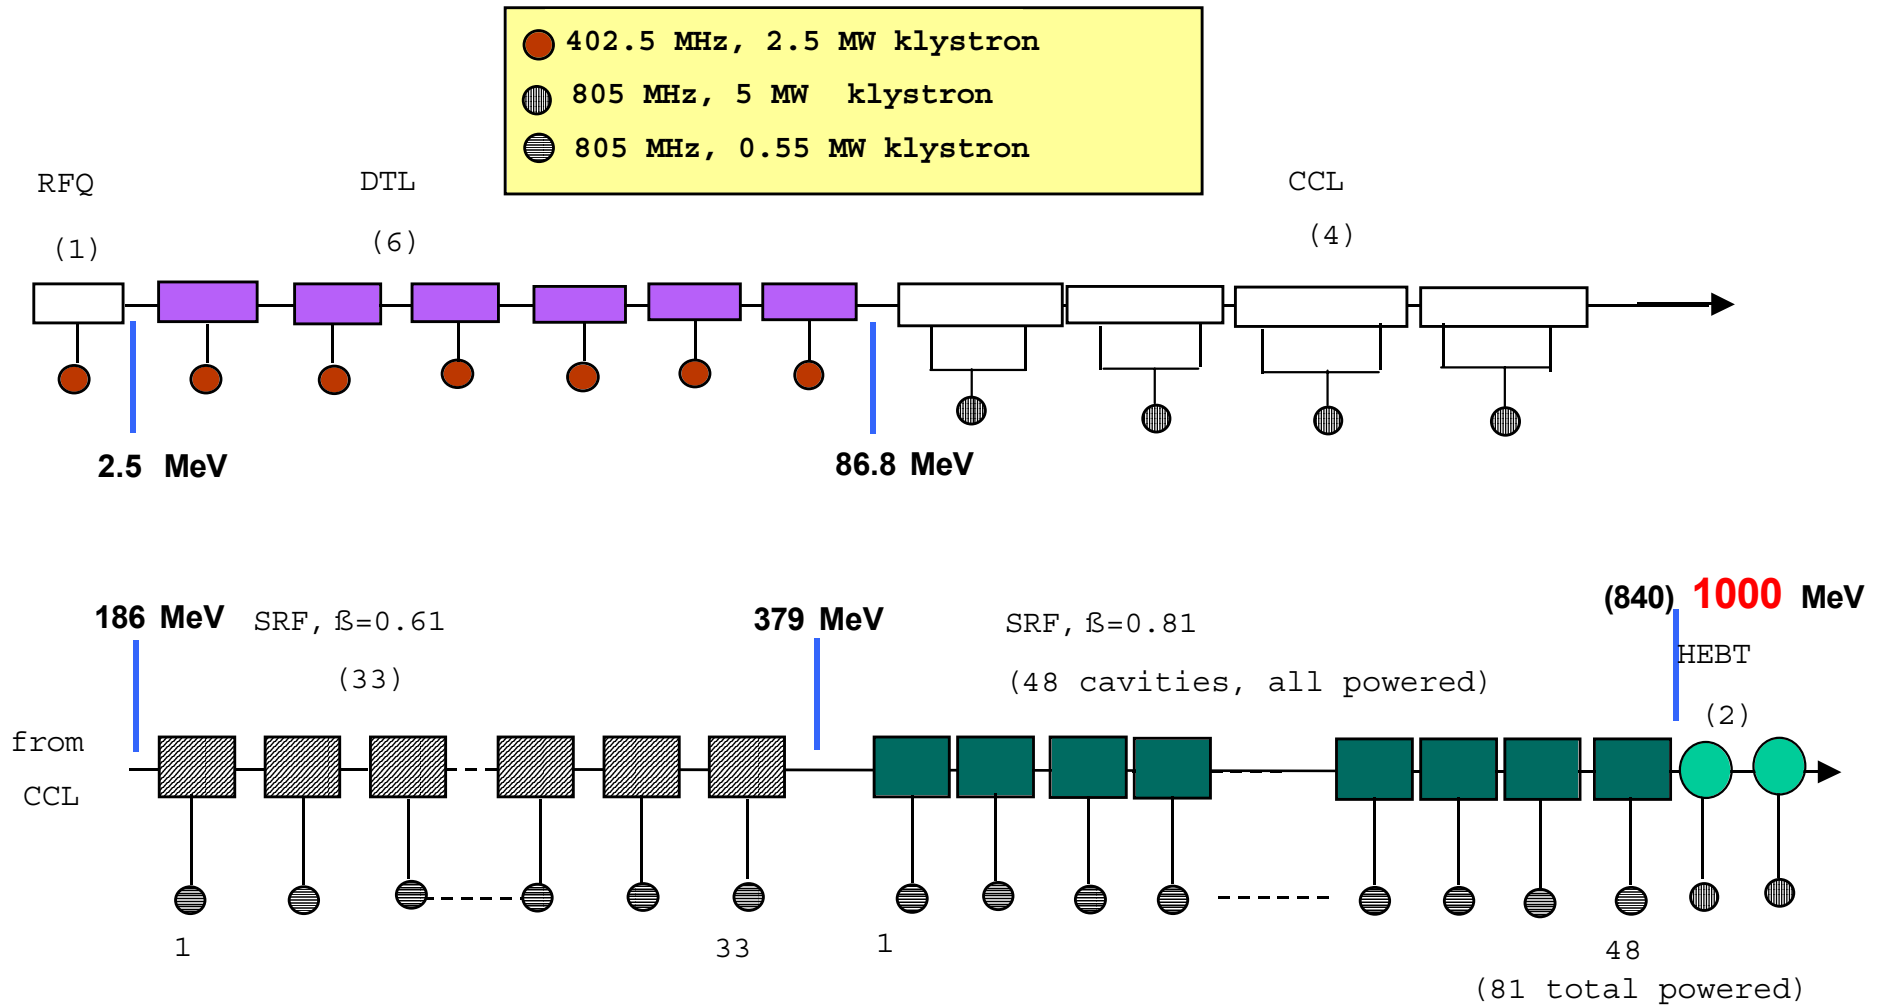 402.5 MHz, 2.5 MW klystron
805 MHz, 5 MW klystron
805 MHz, 0.55 MW klystron
RFQ
(1)
DTL
(6)
CCL
(4)
2.5 MeV
86.8 MeV
186 MeV
SRF, ß=0.61
(33)
379 MeV
SRF, ß=0.81
(48 cavities, all powered)
(840) 1000 MeV
HEBT
(2)
from
CCL
1
33
1
48
(81 total powered)